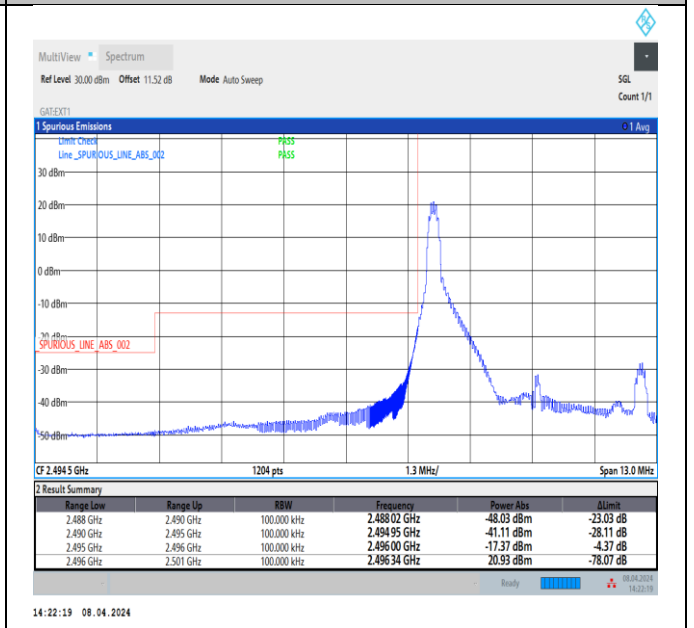 MultiView Spectrum
Ref Level 30.00 dBm Offset 11.52 dB Mode Auto Sweep SGL
Count 1/1
GAT:EXT1
1 Spurious Emissions 1 Avg
Limit Check PASS
Line _SPURIOUS_LINE_ABS_002 PASS
30 dBm
20 dBm
10 dBm
0 dBm
-10 dBm
-20 dBm
_SPURIOUS_LINE_ABS_002
-30 dBm
-40 dBm
-50 dBm
CF 2.494 5 GHz 1204 pts 1.3 MHz/ Span 13.0 MHz
2 Result Summary
Range Low Range Up RBW Frequency Power Abs ΔLimit
2.488 GHz 2.490 GHz 100.000 kHz 2.488 02 GHz -48.03 dBm -23.03 dB
2.490 GHz 2.495 GHz 100.000 kHz 2.494 95 GHz -41.11 dBm -28.11 dB
2.495 GHz 2.496 GHz 100.000 kHz 2.496 00 GHz -17.37 dBm -4.37 dB
2.496 GHz 2.501 GHz 100.000 kHz 2.496 34 GHz 20.93 dBm -78.07 dB
Ready 08.04.2024
14:22:19
14:22:19 08.04.2024